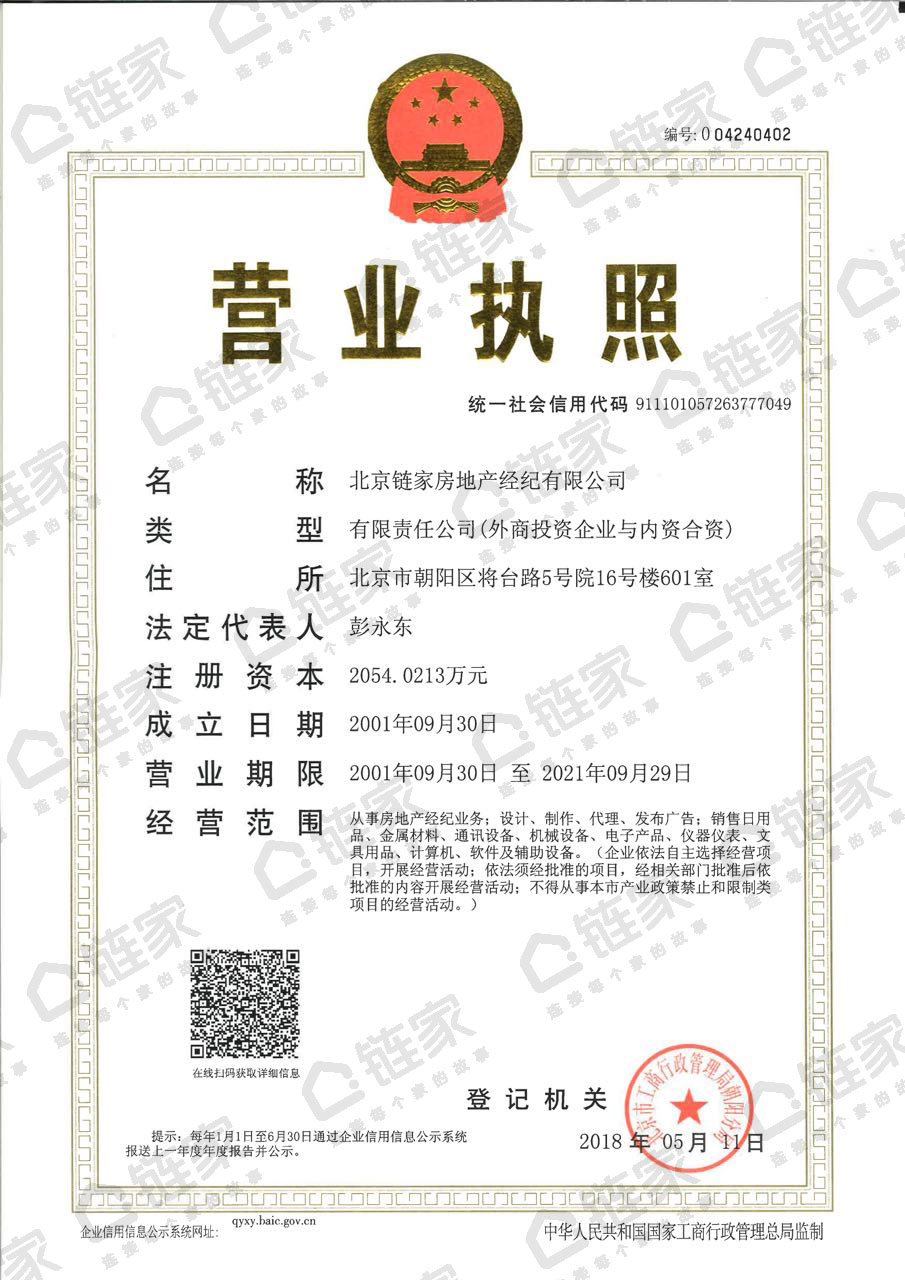 编号: 0 04240402
营业执照
统一社会信用代码 911101057263777049
名称 北京链家房地产经纪有限公司
类型 有限责任公司(外商投资企业与内资合资)
住所 北京市朝阳区将台路5号院16号楼601室
法定代表人 彭永东
注册资本 2054.0213万元
成立日期 2001年09月30日
营业期限 2001年09月30日 至 2021年09月29日
经营范围 从事房地产经纪业务；设计、制作、代理、发布广告；销售日用
品、金属材料、通讯设备、机械设备、电子产品、仪器仪表、文
具用品、计算机、软件及辅助设备。（企业依法自主选择经营项
目，开展经营活动；依法须经批准的项目，经相关部门批准后依
批准的内容开展经营活动；不得从事本市产业政策禁止和限制类
项目的经营活动。）
在线扫码获取详细信息
登记机关
北京市工商行政管理局朝阳分局
2018 年 05 月 11 日
提示：每年1月1日至6月30日通过企业信用信息公示系统
报送上一年度年度报告并公示。
企业信用信息公示系统网址： qyxy.baic.gov.cn
中华人民共和国国家工商行政管理总局监制
链家
连接每个家的故事